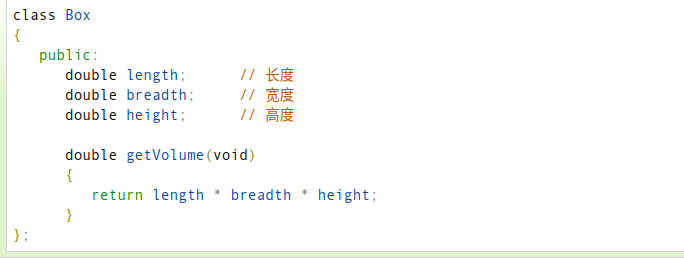 class Box
{
   public:
      double length;      // 长度
      double breadth;     // 宽度
      double height;      // 高度

      double getVolume(void)
      {
         return length * breadth * height;
      }
};